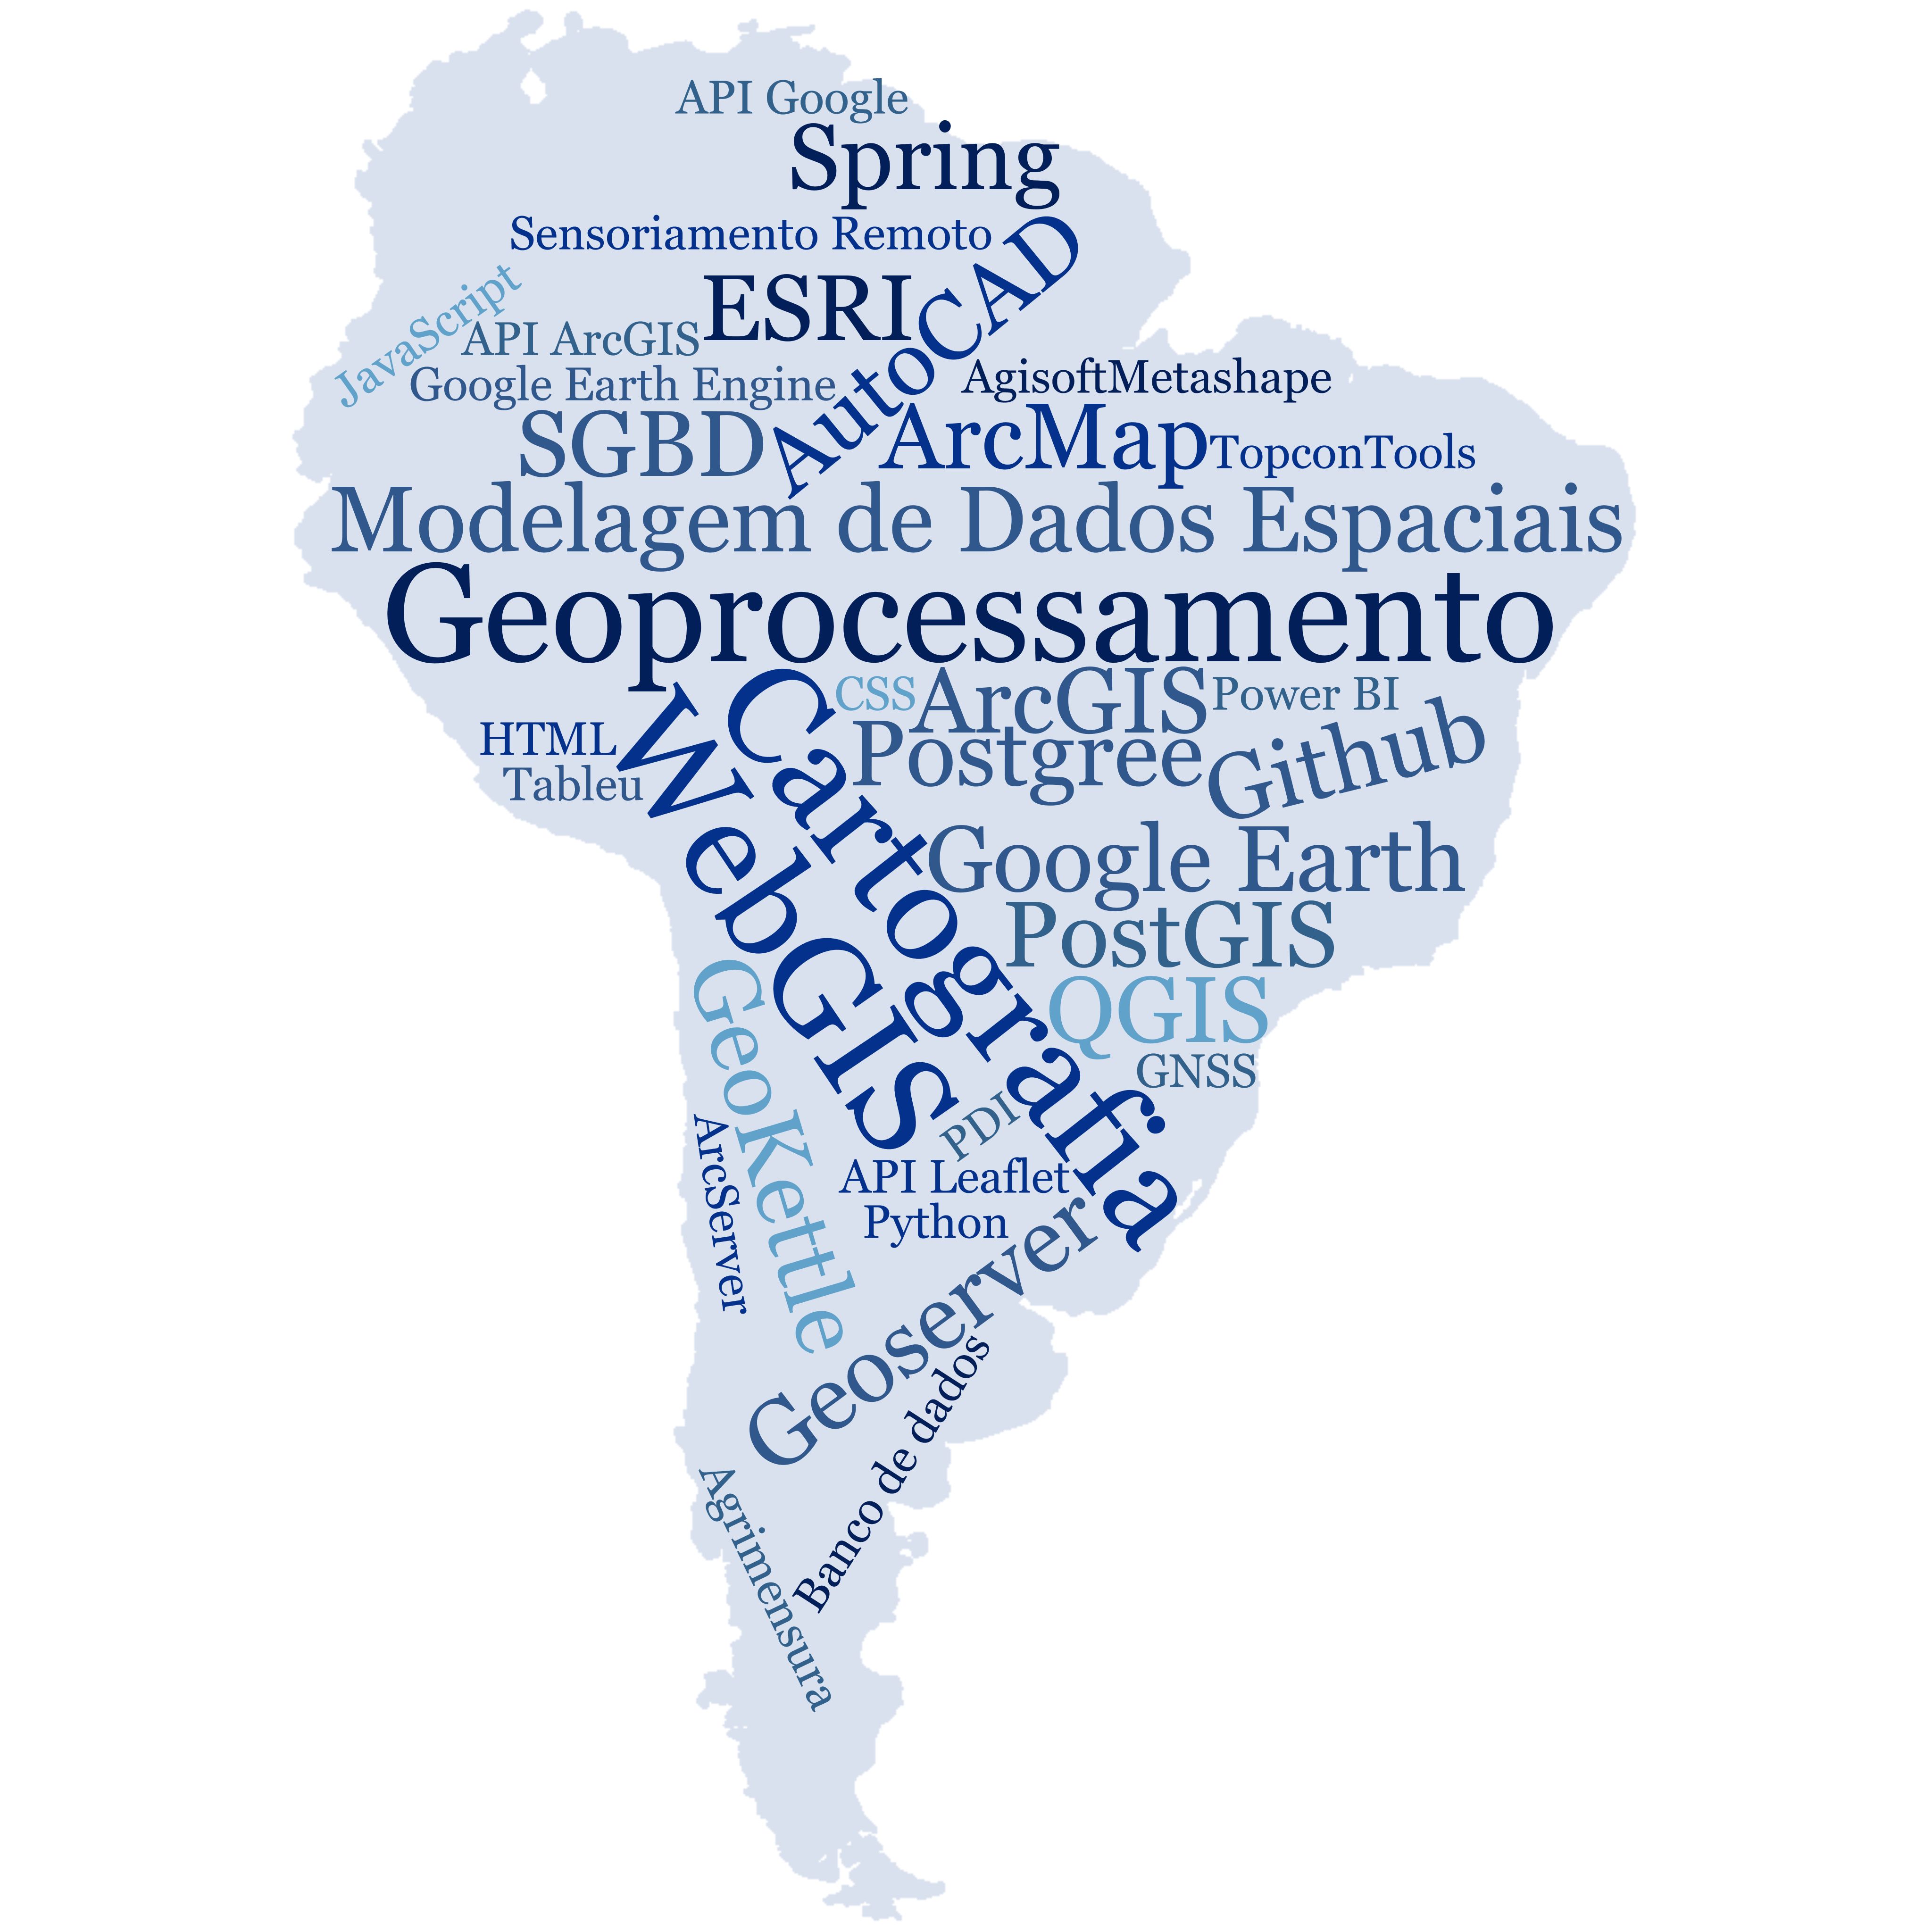 API Google
Spring
Sensoriamento Remoto
AutoCAD
ESRI
JavaScript
API ArcGIS
Google Earth Engine
AgisoftMetashape
SGBD
ArcMap
TopconTools
Modelagem de Dados Espaciais
Geoprocessamento
CSS
ArcGIS
Power BI
HTML
Tableu
WebGIS
Cartografia
Postgree
Github
Google Earth
PostGIS
QGIS
GNSS
GeoKettle
PDI
ArcServer
API Leaflet
Python
Geoserver
Banco de dados
Agrimensura